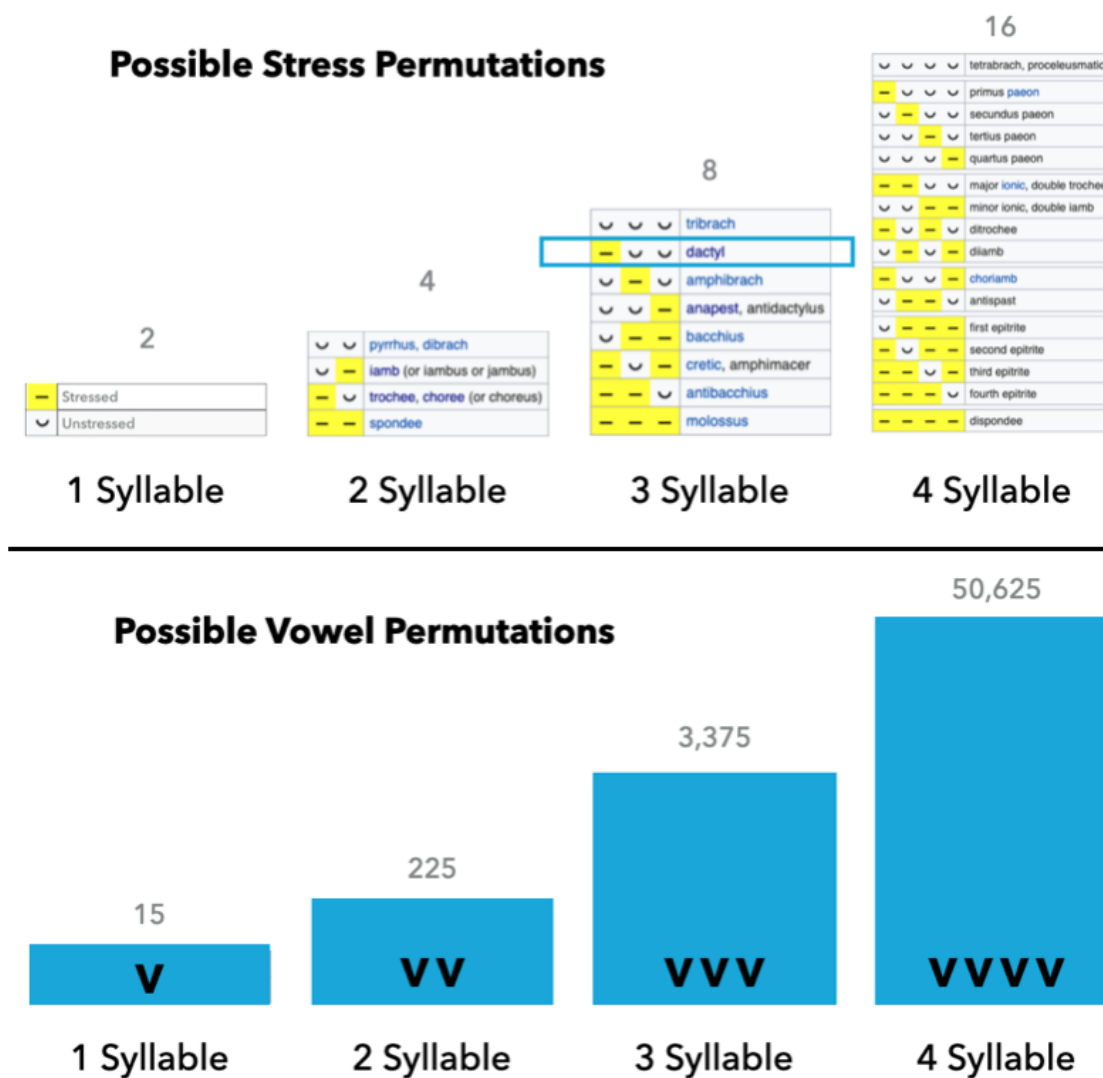 Possible Stress Permutations
2
— Stressed
⏑ Unstressed
1 Syllable
4
⏑ ⏑ pyrrhus, dibrach
⏑ — iamb (or iambus or jambus)
— ⏑ trochee, choree (or choreus)
— — spondee
2 Syllable
8
⏑ ⏑ ⏑ tribrach
— ⏑ ⏑ dactyl
⏑ — ⏑ amphibrach
⏑ ⏑ — anapest, antidactylus
⏑ — — bacchius
— ⏑ — cretic, amphimacer
— — ⏑ antibacchius
— — — molossus
3 Syllable
16
⏑ ⏑ ⏑ ⏑ tetrabrach, proceleusmatic
— ⏑ ⏑ ⏑ primus paeon
⏑ — ⏑ ⏑ secundus paeon
⏑ ⏑ — ⏑ tertius paeon
⏑ ⏑ ⏑ — quartus paeon
— — ⏑ ⏑ major ionic, double trochee
⏑ ⏑ — — minor ionic, double iamb
— ⏑ — ⏑ ditrochee
⏑ — ⏑ — diiamb
— ⏑ ⏑ — choriamb
⏑ — — ⏑ antispast
⏑ — — — first epitrite
— ⏑ — — second epitrite
— — ⏑ — third epitrite
— — — ⏑ fourth epitrite
— — — — dispondee
4 Syllable
Possible Vowel Permutations
15
V
1 Syllable
225
V V
2 Syllable
3,375
V V V
3 Syllable
50,625
V V V V
4 Syllable